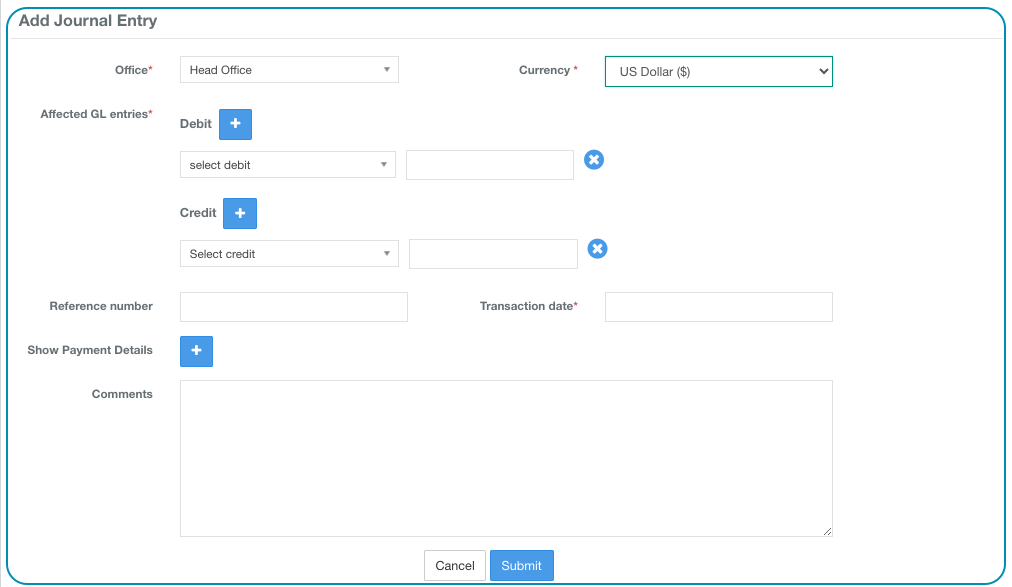 Add Journal Entry
Office* Head Office Currency * US Dollar ($)
Affected GL entries*
Debit +
select debit
Credit +
Select credit
Reference number Transaction date*
Show Payment Details +
Comments
Cancel Submit